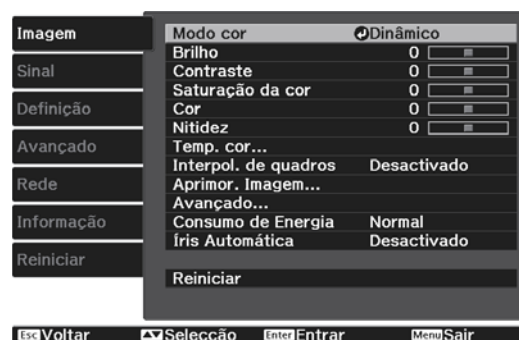 Imagem
Sinal
Definição
Avançado
Rede
Informação
Reiniciar
Modo cor Dinâmico
Brilho 0
Contraste 0
Saturação da cor 0
Cor 0
Nitidez 0
Temp. cor...
Interpol. de quadros Desactivado
Aprimor. Imagem...
Avançado...
Consumo de Energia Normal
Íris Automática Desactivado
Reiniciar
Esc Voltar Selecção Enter Entrar Menu Sair